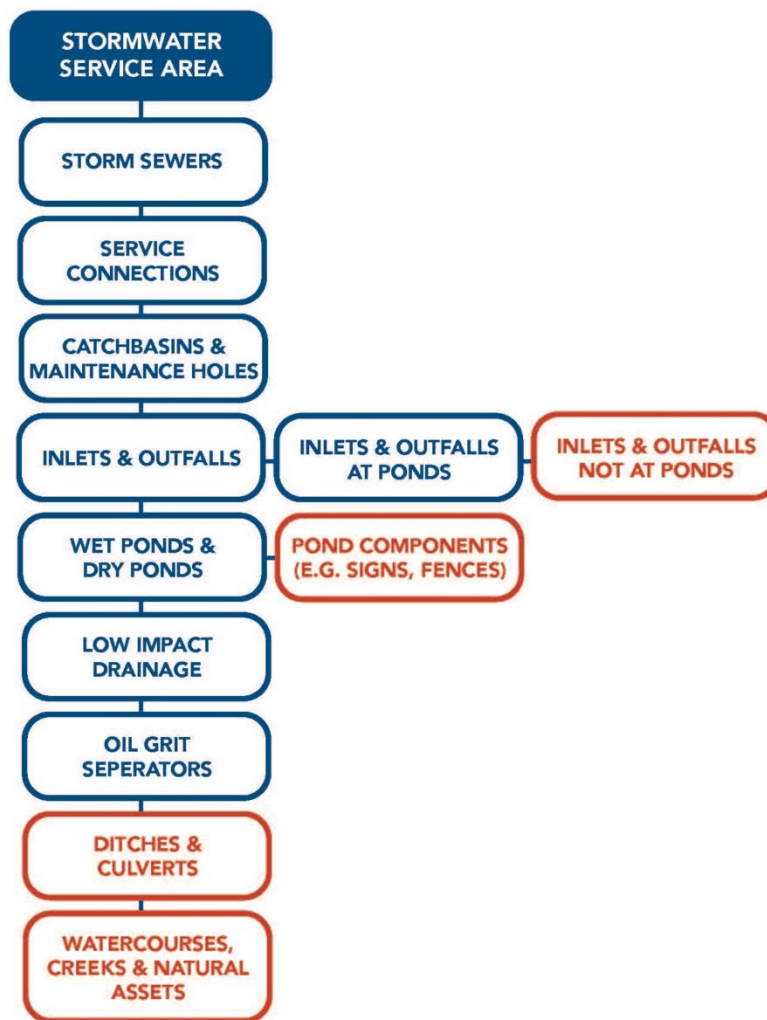 STORMWATER
SERVICE AREA
STORM SEWERS
SERVICE
CONNECTIONS
CATCHBASINS &
MAINTENANCE HOLES
INLETS & OUTFALLS
INLETS & OUTFALLS
AT PONDS
INLETS & OUTFALLS
NOT AT PONDS
WET PONDS &
DRY PONDS
POND COMPONENTS
(E.G. SIGNS, FENCES)
LOW IMPACT
DRAINAGE
OIL GRIT
SEPERATORS
DITCHES &
CULVERTS
WATERCOURSES,
CREEKS & NATURAL
ASSETS